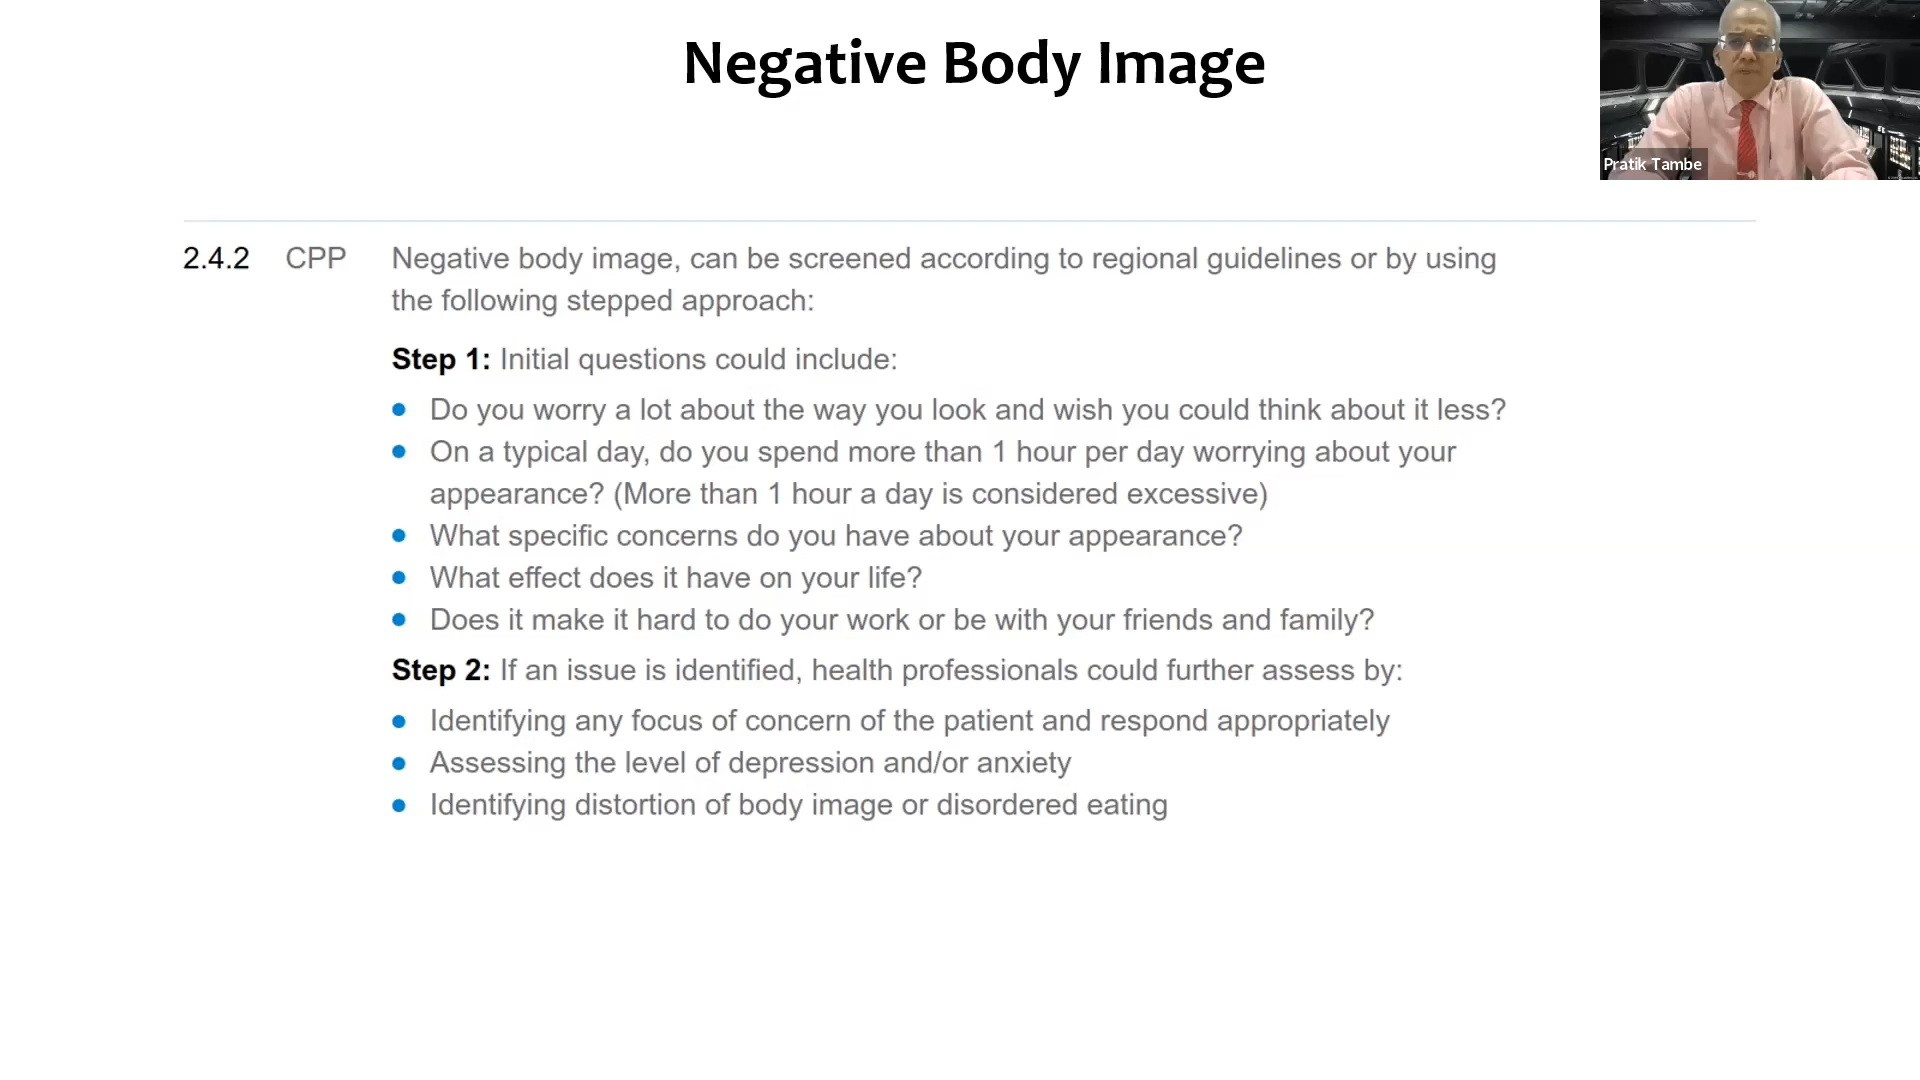 Negative Body Image
Pratik Tambe
2.4.2 CPP Negative body image, can be screened according to regional guidelines or by using
the following stepped approach:
Step 1: Initial questions could include:
● Do you worry a lot about the way you look and wish you could think about it less?
● On a typical day, do you spend more than 1 hour per day worrying about your
appearance? (More than 1 hour a day is considered excessive)
● What specific concerns do you have about your appearance?
● What effect does it have on your life?
● Does it make it hard to do your work or be with your friends and family?
Step 2: If an issue is identified, health professionals could further assess by:
● Identifying any focus of concern of the patient and respond appropriately
● Assessing the level of depression and/or anxiety
● Identifying distortion of body image or disordered eating